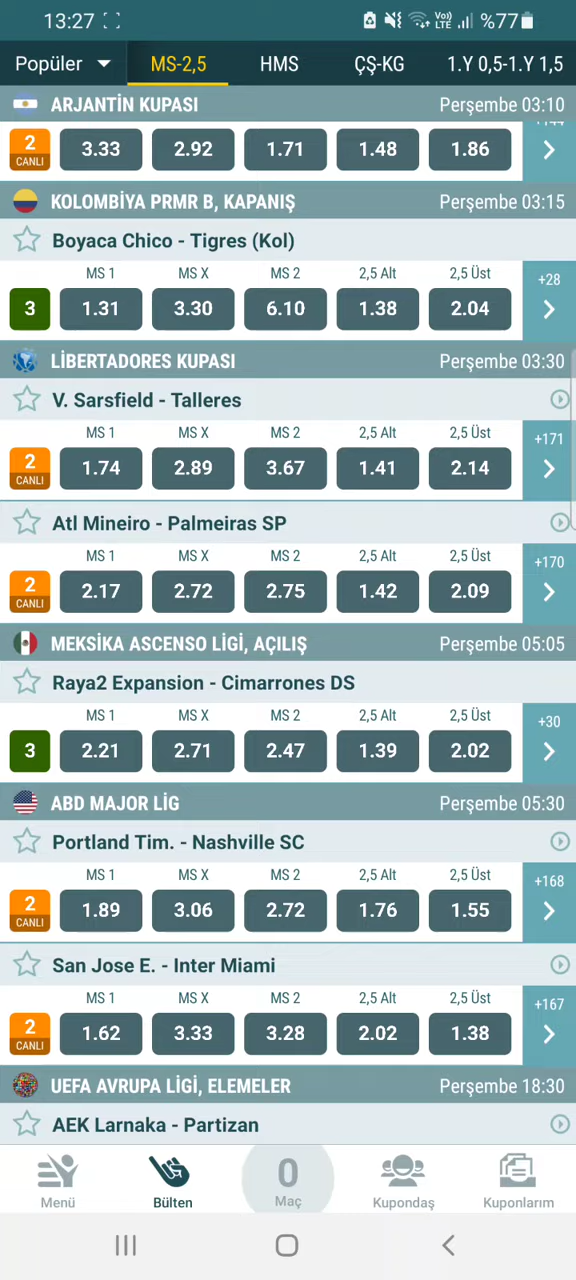 13:27 Vo)) LTE %77
Popüler MS-2,5 HMS ÇŞ-KG 1.Y 0,5-1.Y 1,5
ARJANTİN KUPASI Perşembe 03:10
2 CANLI 3.33 2.92 1.71 1.48 1.86
KOLOMBİYA PRMR B, KAPANIŞ Perşembe 03:15
Boyaca Chico - Tigres (Kol)
MS 1 MS X MS 2 2,5 Alt 2,5 Üst +28
3 1.31 3.30 6.10 1.38 2.04
LİBERTADORES KUPASI Perşembe 03:30
V. Sarsfield - Talleres
MS 1 MS X MS 2 2,5 Alt 2,5 Üst +171
2 CANLI 1.74 2.89 3.67 1.41 2.14
Atl Mineiro - Palmeiras SP
MS 1 MS X MS 2 2,5 Alt 2,5 Üst +170
2 CANLI 2.17 2.72 2.75 1.42 2.09
MEKSİKA ASCENSO LİGİ, AÇILIŞ Perşembe 05:05
Raya2 Expansion - Cimarrones DS
MS 1 MS X MS 2 2,5 Alt 2,5 Üst +30
3 2.21 2.71 2.47 1.39 2.02
ABD MAJOR LİG Perşembe 05:30
Portland Tim. - Nashville SC
MS 1 MS X MS 2 2,5 Alt 2,5 Üst +168
2 CANLI 1.89 3.06 2.72 1.76 1.55
San Jose E. - Inter Miami
MS 1 MS X MS 2 2,5 Alt 2,5 Üst +167
2 CANLI 1.62 3.33 3.28 2.02 1.38
UEFA AVRUPA LİGİ, ELEMELER Perşembe 18:30
AEK Larnaka - Partizan
0
Menü Bülten Maç Kupondaş Kuponlarım